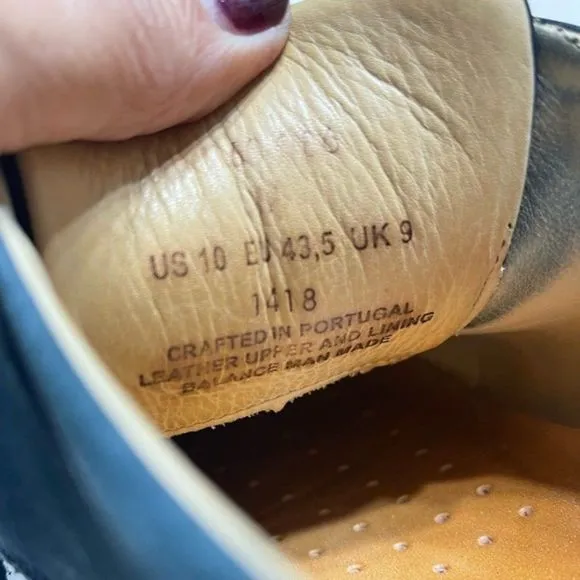 US 10 EU 43,5 UK 9
1418
CRAFTED IN PORTUGAL
LEATHER UPPER AND LINING
BALANCE MAN MADE